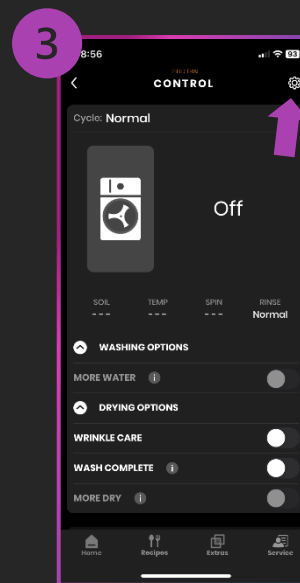 3
8:56
93
CONTROL
Cycle: Normal
Off
SOIL TEMP SPIN RINSE
--- --- --- Normal
WASHING OPTIONS
MORE WATER i
DRYING OPTIONS
WRINKLE CARE
WASH COMPLETE i
MORE DRY i
Home Recipes Extras Service